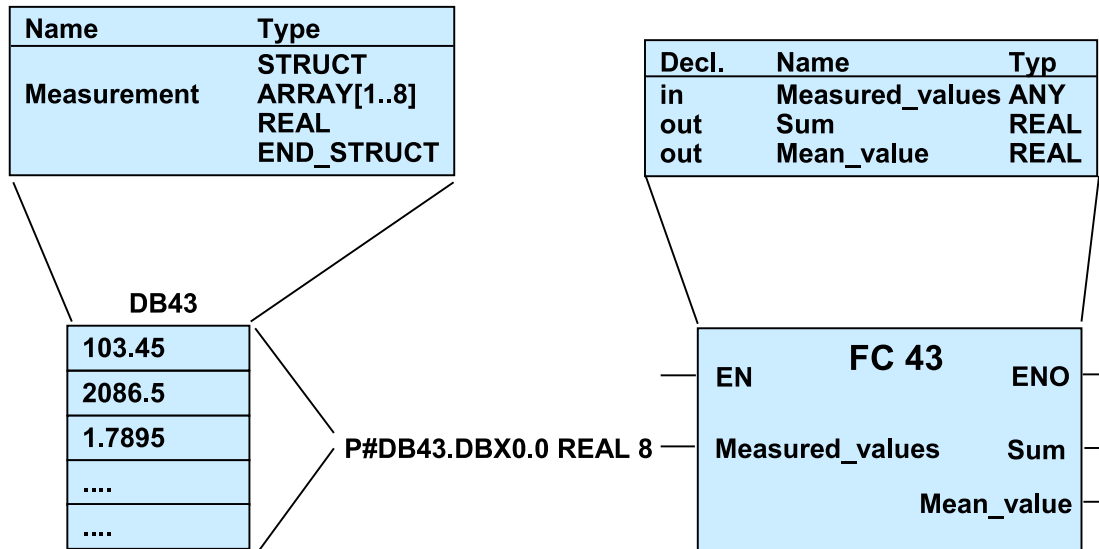 Name Type
STRUCT
Measurement ARRAY[1..8]
REAL
END_STRUCT
Decl. Name Typ
in Measured_values ANY
out Sum REAL
out Mean_value REAL
DB43
103.45
2086.5
1.7895
....
....
P#DB43.DBX0.0 REAL 8
FC 43
EN ENO
Measured_values Sum
Mean_value